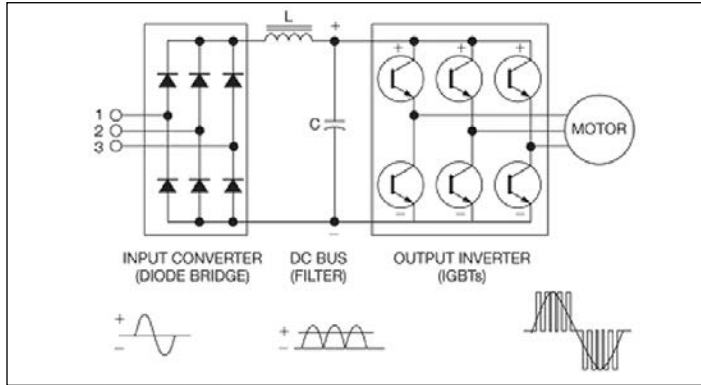 L
+
+ + +
1
2
3
C
MOTOR
− − −
−
INPUT CONVERTER
(DIODE BRIDGE)
DC BUS
(FILTER)
OUTPUT INVERTER
(IGBTs)
+
−
+
−
+
−